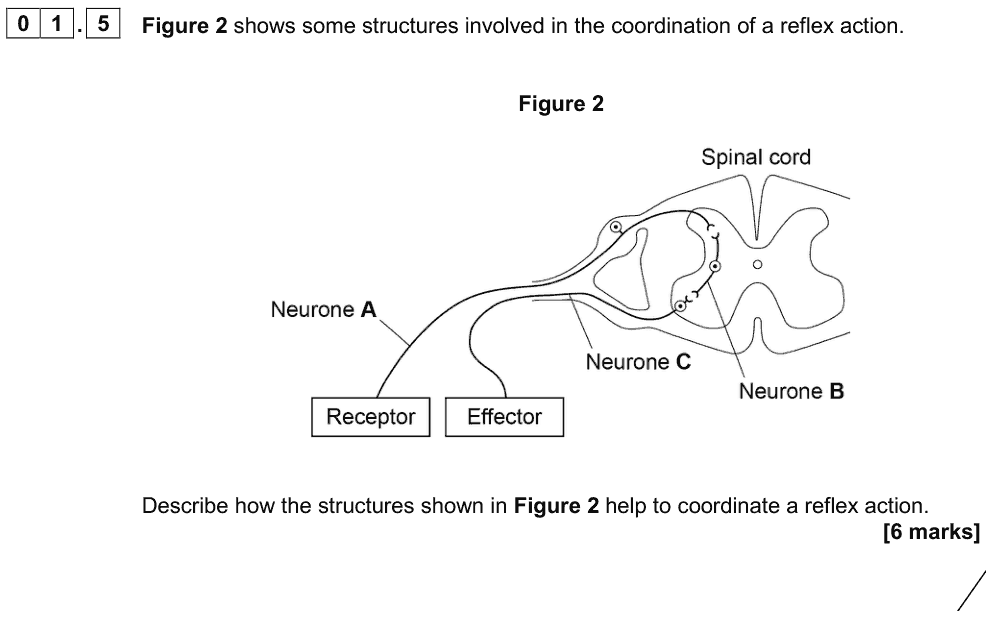 0 1 . 5 Figure 2 shows some structures involved in the coordination of a reflex action.
Figure 2
Spinal cord
Neurone A
Neurone C
Neurone B
Receptor Effector
Describe how the structures shown in Figure 2 help to coordinate a reflex action.
[6 marks]